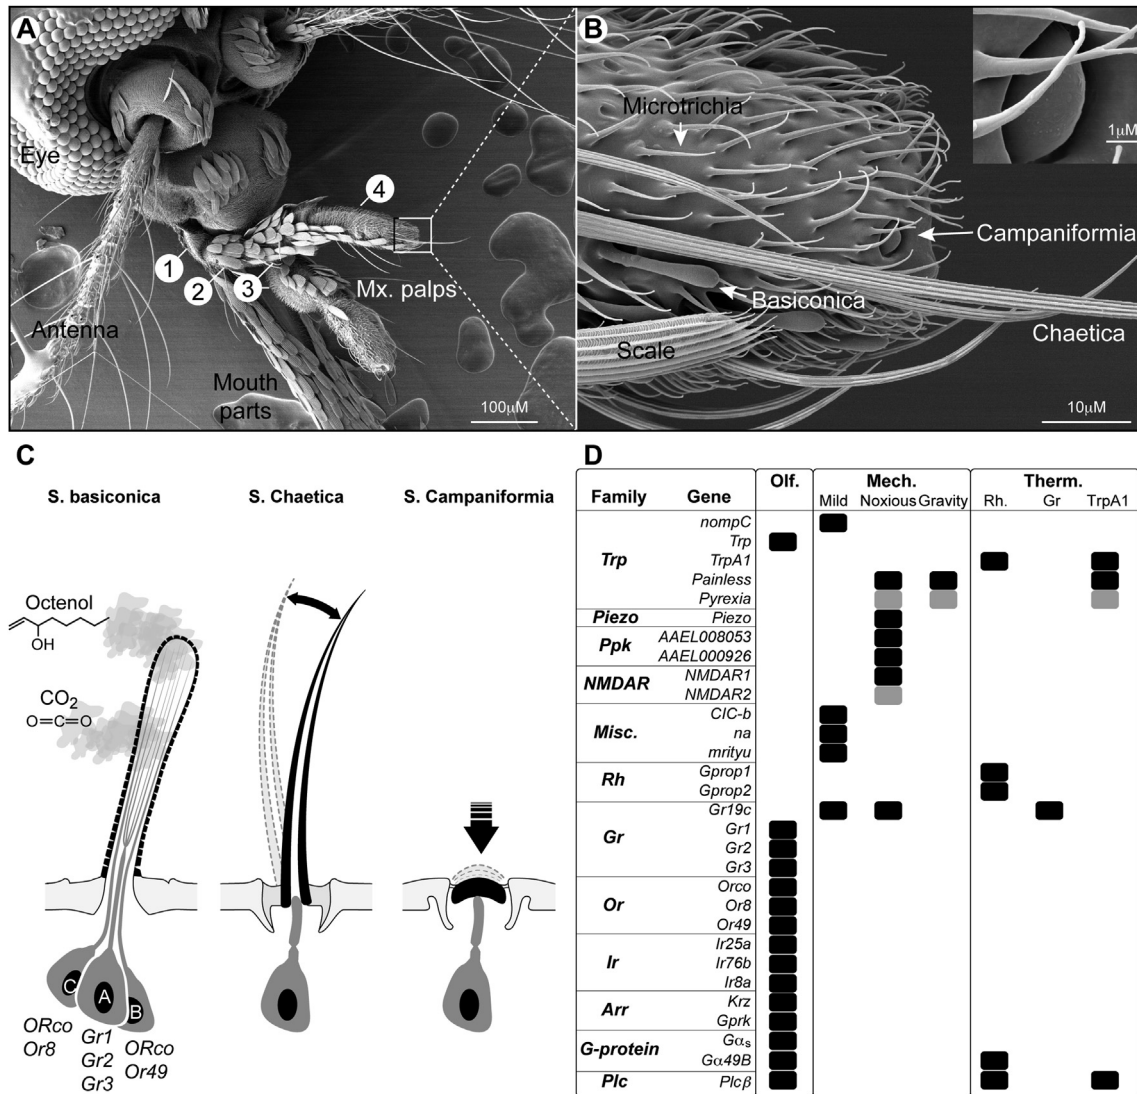 A
Eye
Antenna
1
2
3
4
Mx. palps
Mouth
parts
100μM
B
Microtrichia
1μM
Campaniformia
Basiconica
Chaetica
Scale
10μM
C
S. basiconica
S. Chaetica
S. Campaniformia
Octenol
OH
CO2
O=C=O
C
A
B
ORco
Or8
Gr1
Gr2
Gr3
ORco
Or49
D
Family Gene Olf. Mech. Therm.
Mild Noxious Gravity Rh. Gr TrpA1
Trp
nompC
Trp
TrpA1
Painless
Pyrexia
Piezo Piezo
Ppk
AAEL008053
AAEL000926
NMDAR
NMDAR1
NMDAR2
Misc.
ClC-b
na
mrityu
Rh
Gprop1
Gprop2
Gr
Gr19c
Gr1
Gr2
Gr3
Or
Orco
Or8
Or49
Ir
Ir25a
Ir76b
Ir8a
Arr
Krz
Gprk
G-protein
Gαs
Gα49B
Plc Plcβ